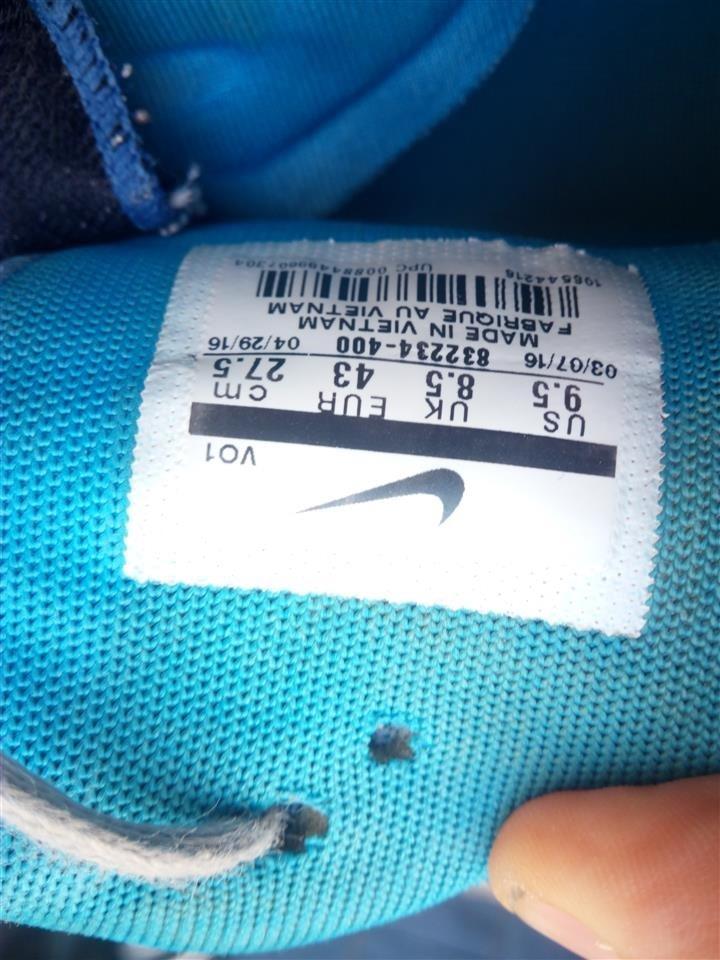 VO1
US UK EUR cm
9.5 8.5 43 27.5
03/07/16 832234-400 04/29/16
MADE IN VIETNAM
FABRIQUE AU VIETNAM
UPC 00884499607304